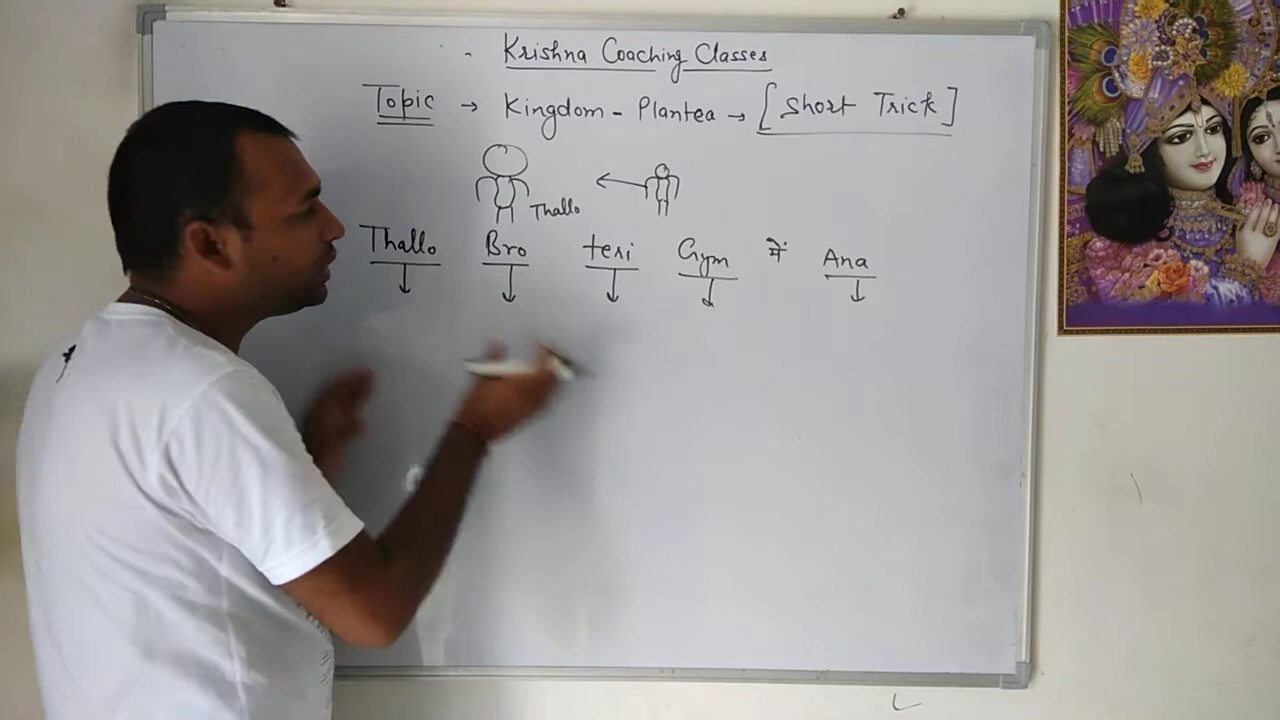 Krishna Coaching Classes
Topic → Kingdom - Plantea → [Short Trick]
Thallo
Thallo Bro teri Gym में Ana